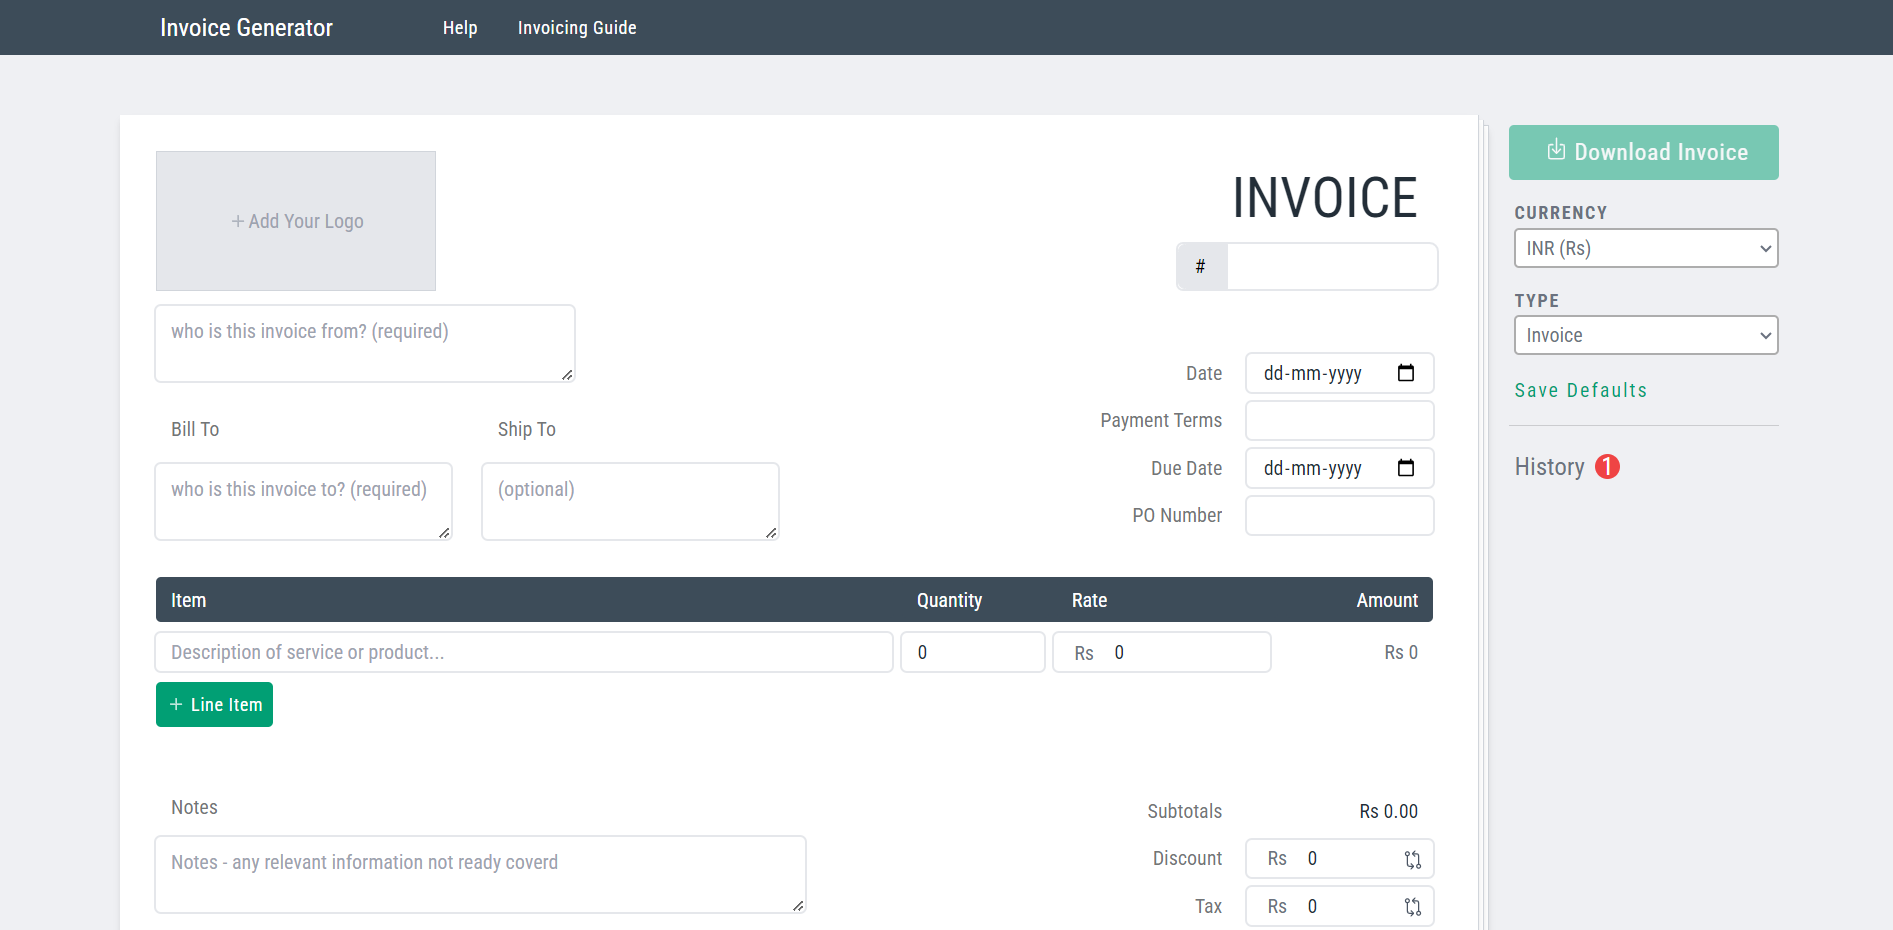 Invoice Generator Help Invoicing Guide
+ Add Your Logo
INVOICE
#
who is this invoice from? (required)
Date dd-mm-yyyy
Payment Terms
Due Date dd-mm-yyyy
PO Number
Bill To Ship To
who is this invoice to? (required) (optional)
Item Quantity Rate Amount
Description of service or product... 0 Rs 0 Rs 0
+ Line Item
Notes
Notes - any relevant information not ready coverd
Subtotals Rs 0.00
Discount Rs 0
Tax Rs 0
Download Invoice
CURRENCY
INR (Rs)
TYPE
Invoice
Save Defaults
History 1